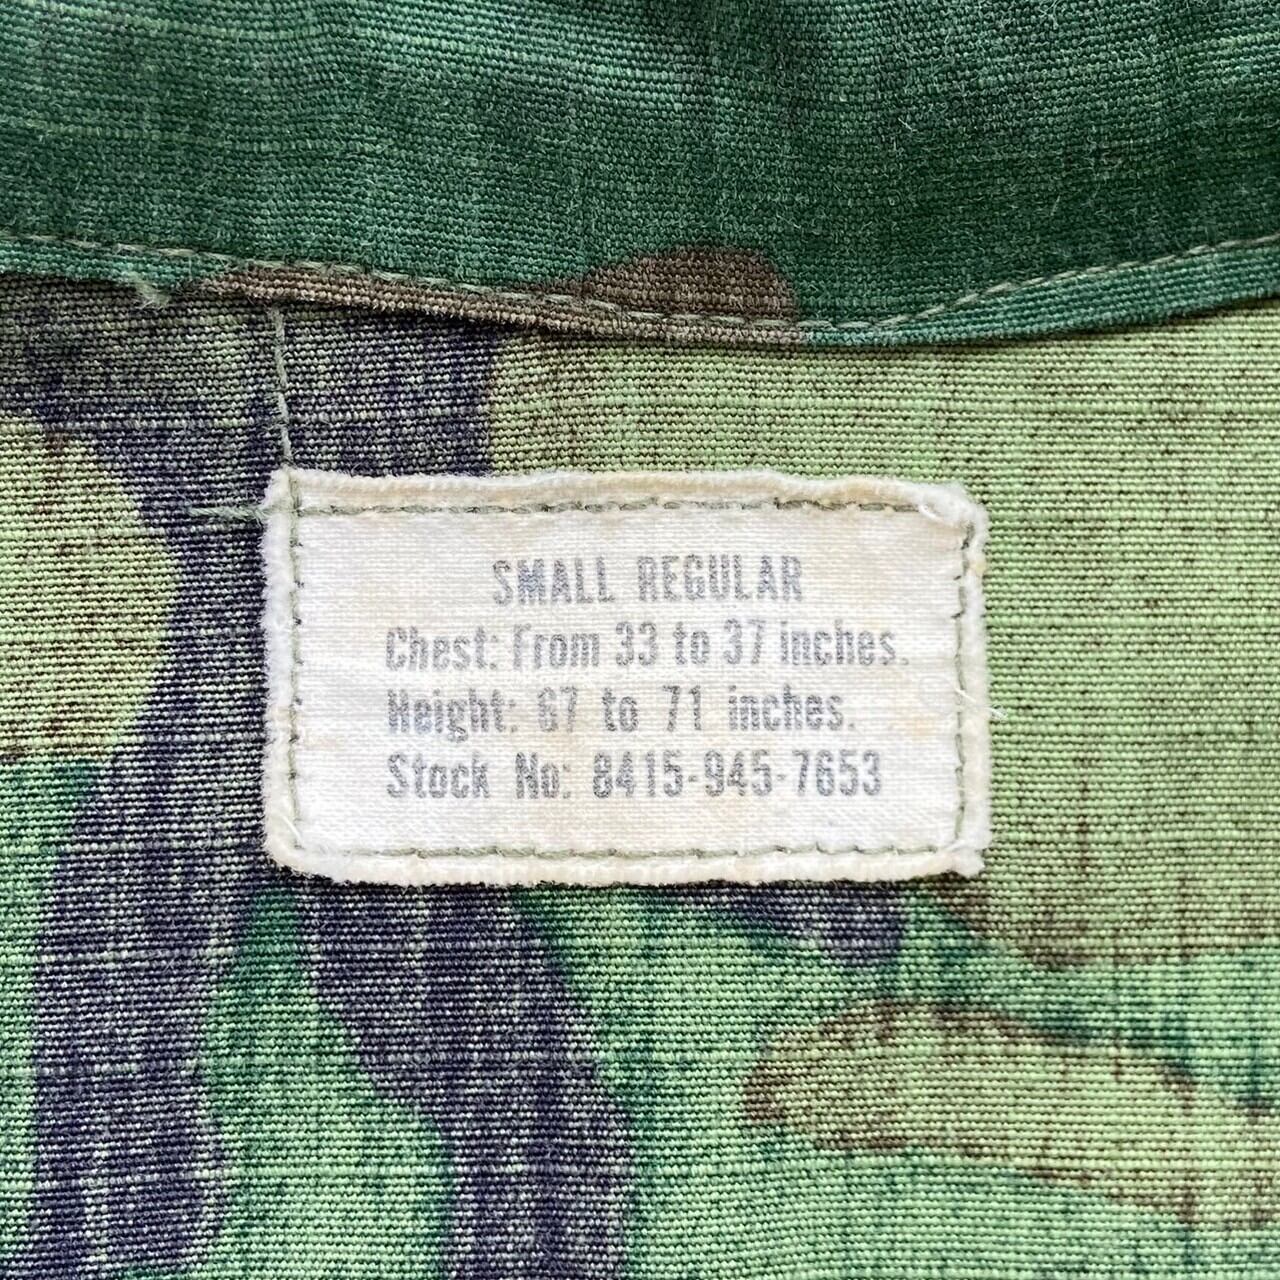 SMALL REGULAR
Chest: From 33 to 37 inches.
Height: 67 to 71 inches.
Stock No: 8415-945-7653